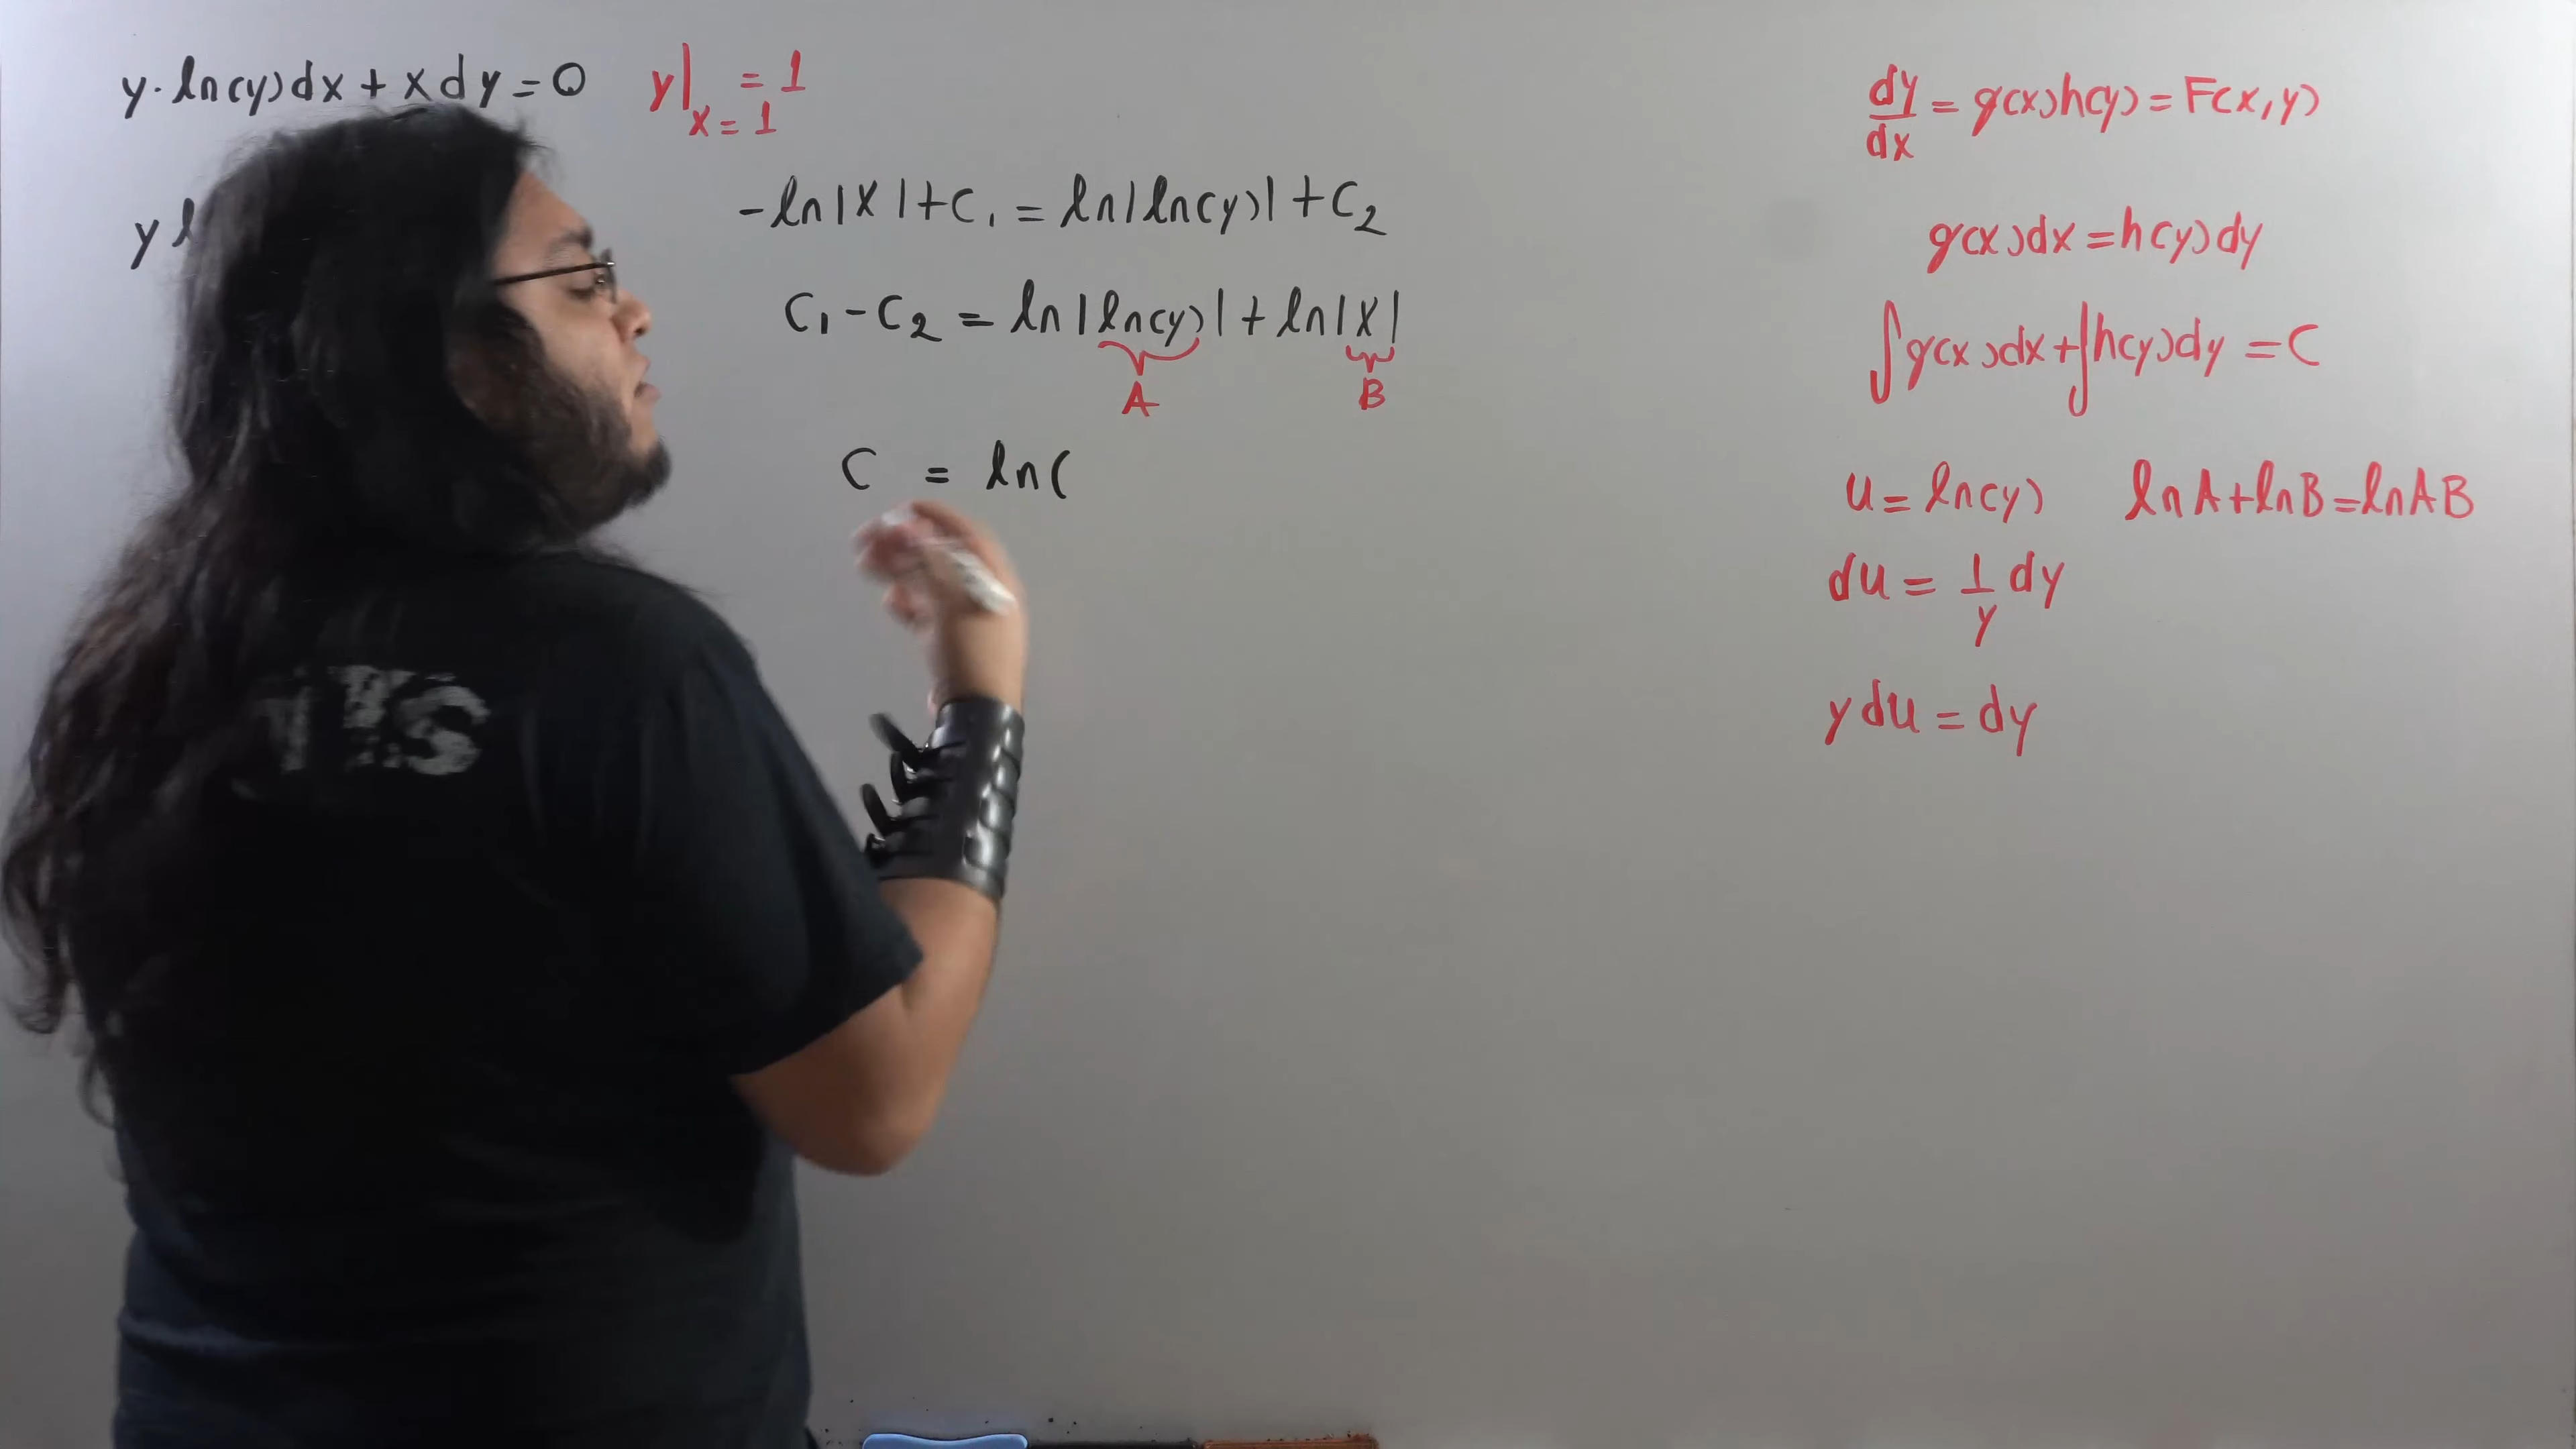 y· ln(y)dx + xdy = 0
y|x=1 = 1
y l
-ln|x|+C1 = ln|ln(y)|+C2
C1-C2 = ln|ln(y)|+ln|x|
A B
C = ln(
dy/dx = g(x)h(y) = F(x,y)
g(x)dx = h(y)dy
∫g(x)dx+∫h(y)dy = C
u = ln(y) lnA+lnB=lnAB
du = 1/y dy
y du = dy